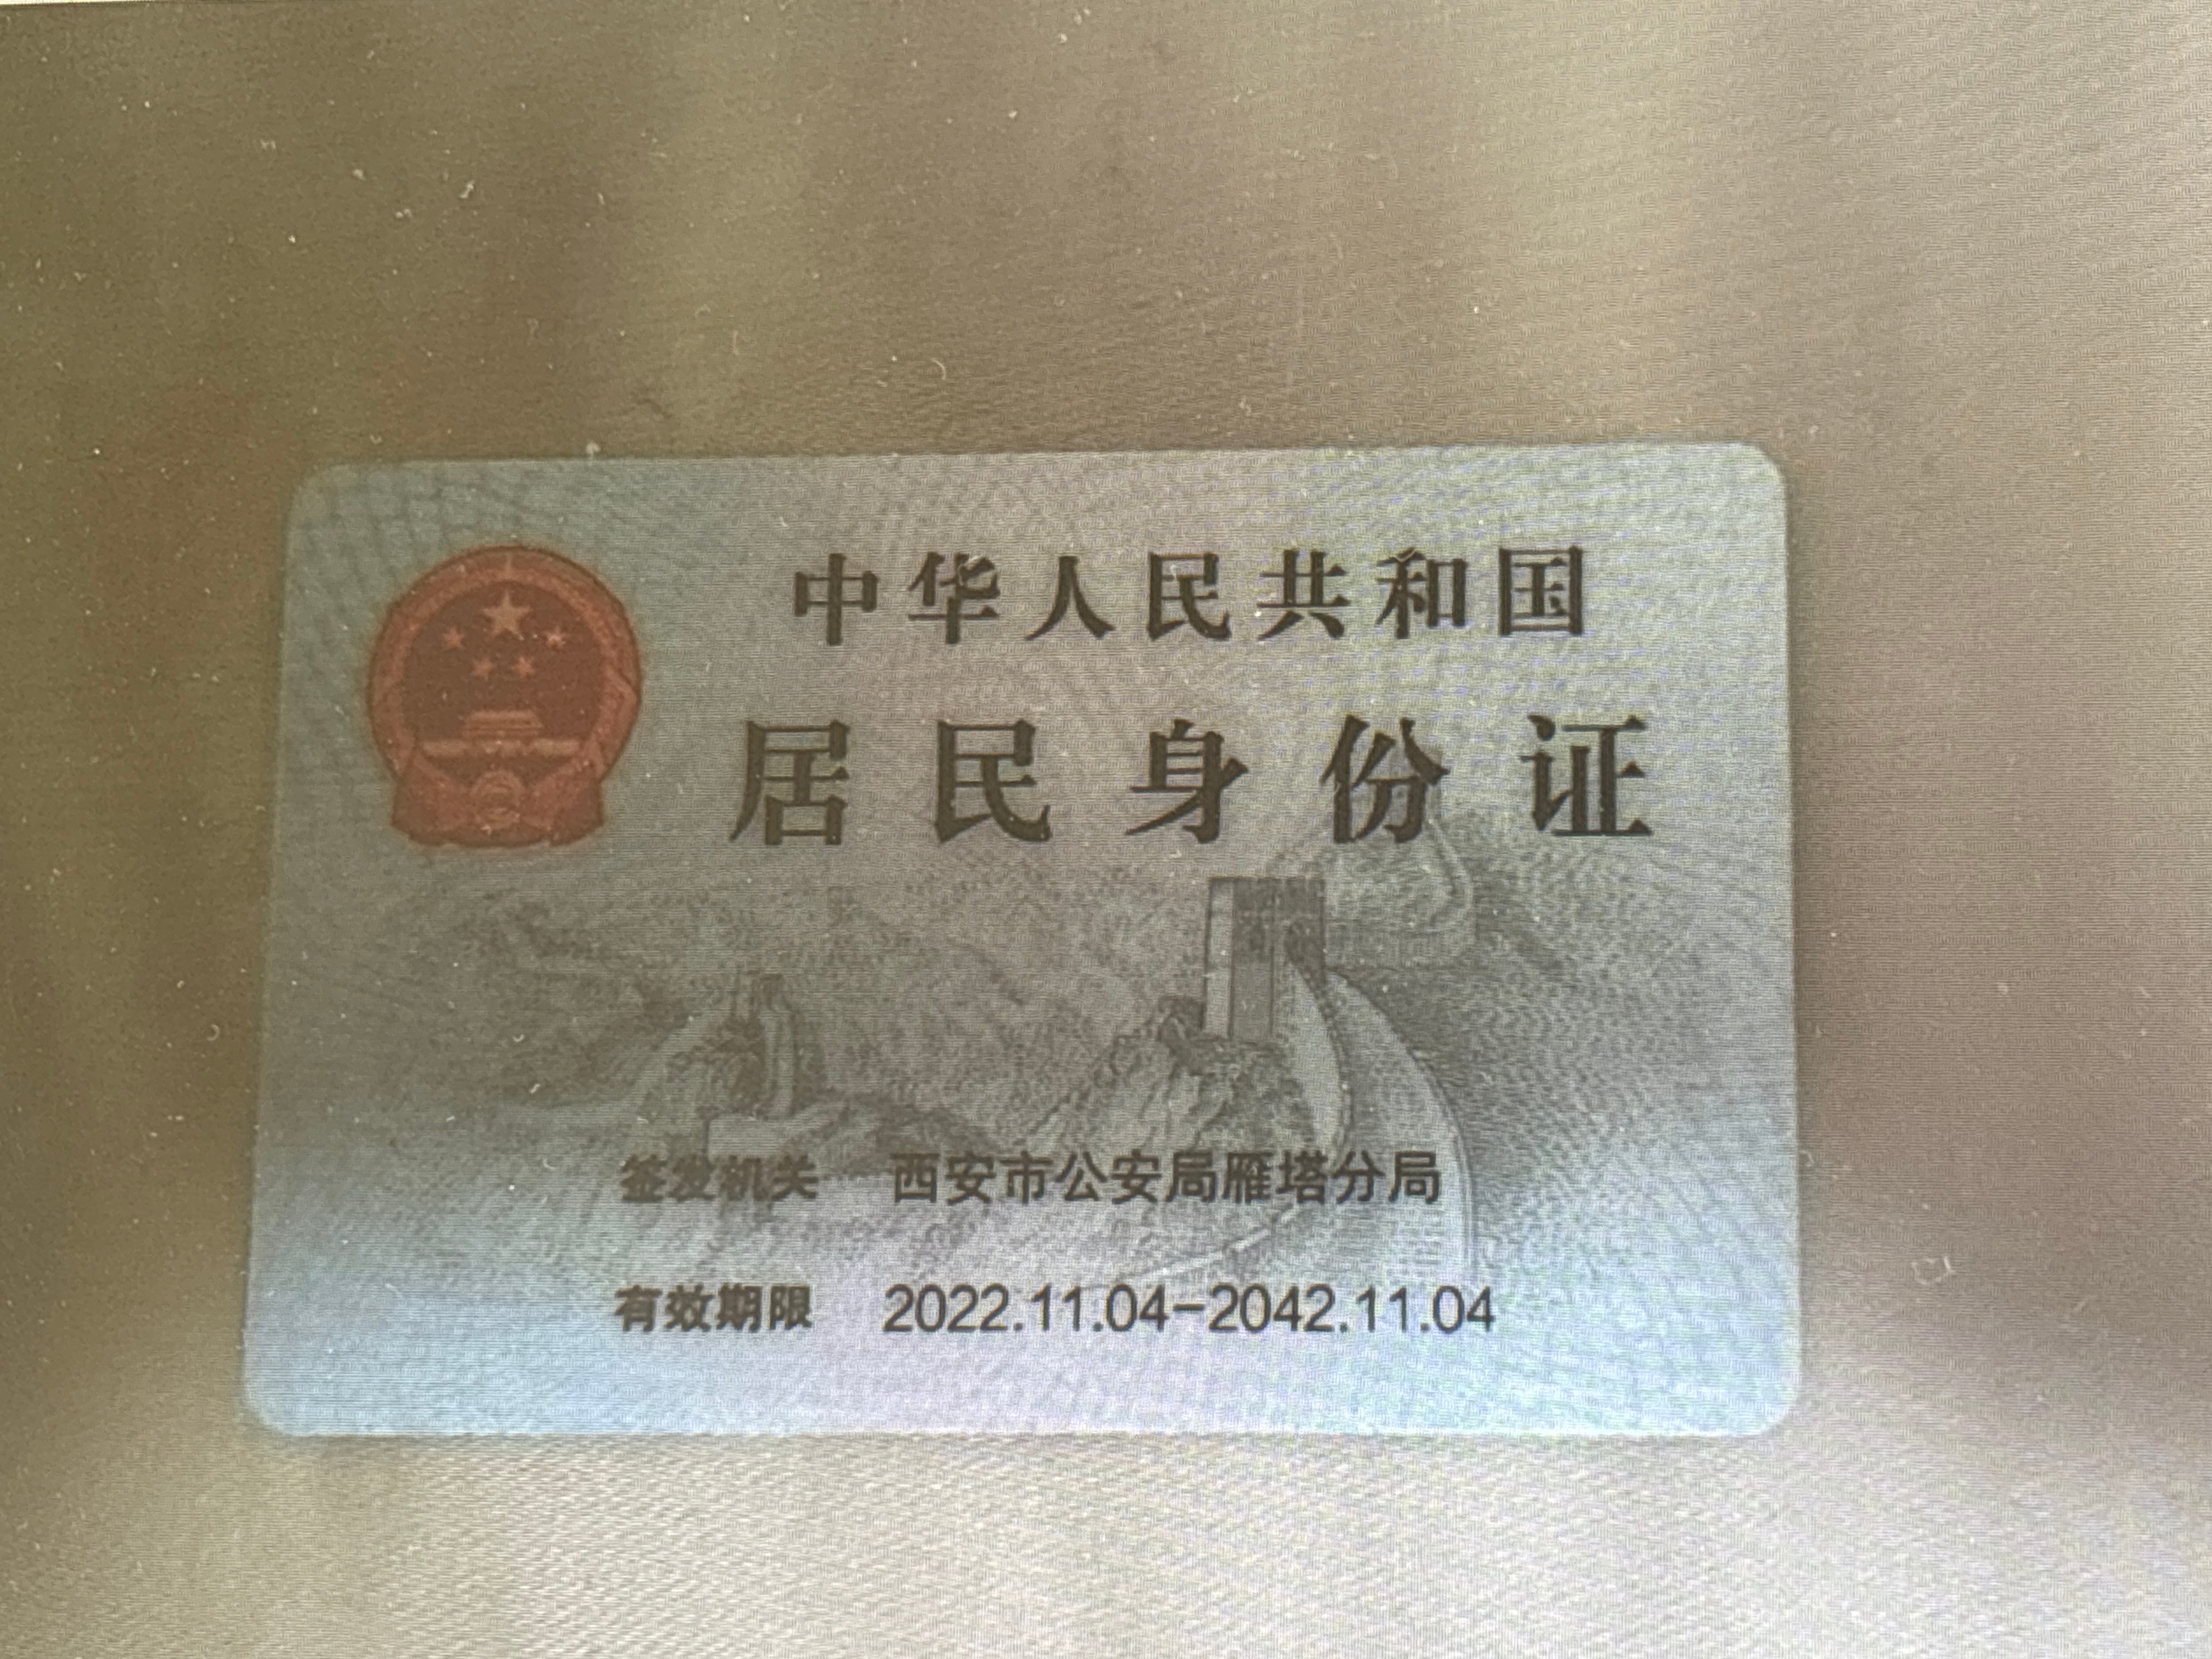 中华人民共和国
居民身份证
签发机关 西安市公安局雁塔分局
有效期限 2022.11.04-2042.11.04